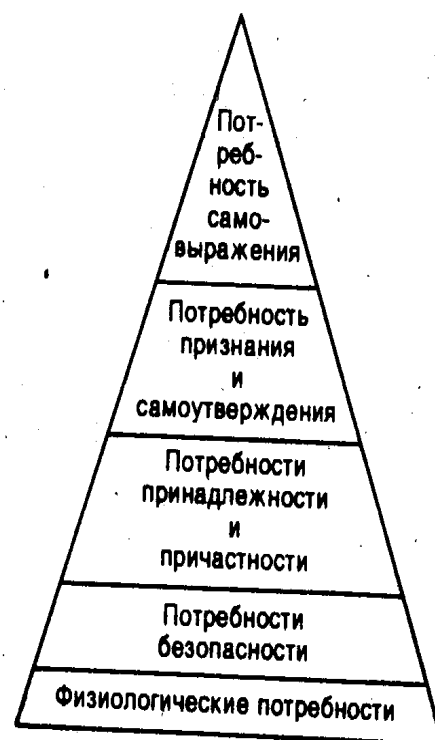 Пот-
реб-
ность
само-
выражения
Потребность
признания
и
самоутверждения
Потребности
принадлежности
и
причастности
Потребности
безопасности
Физиологические потребности